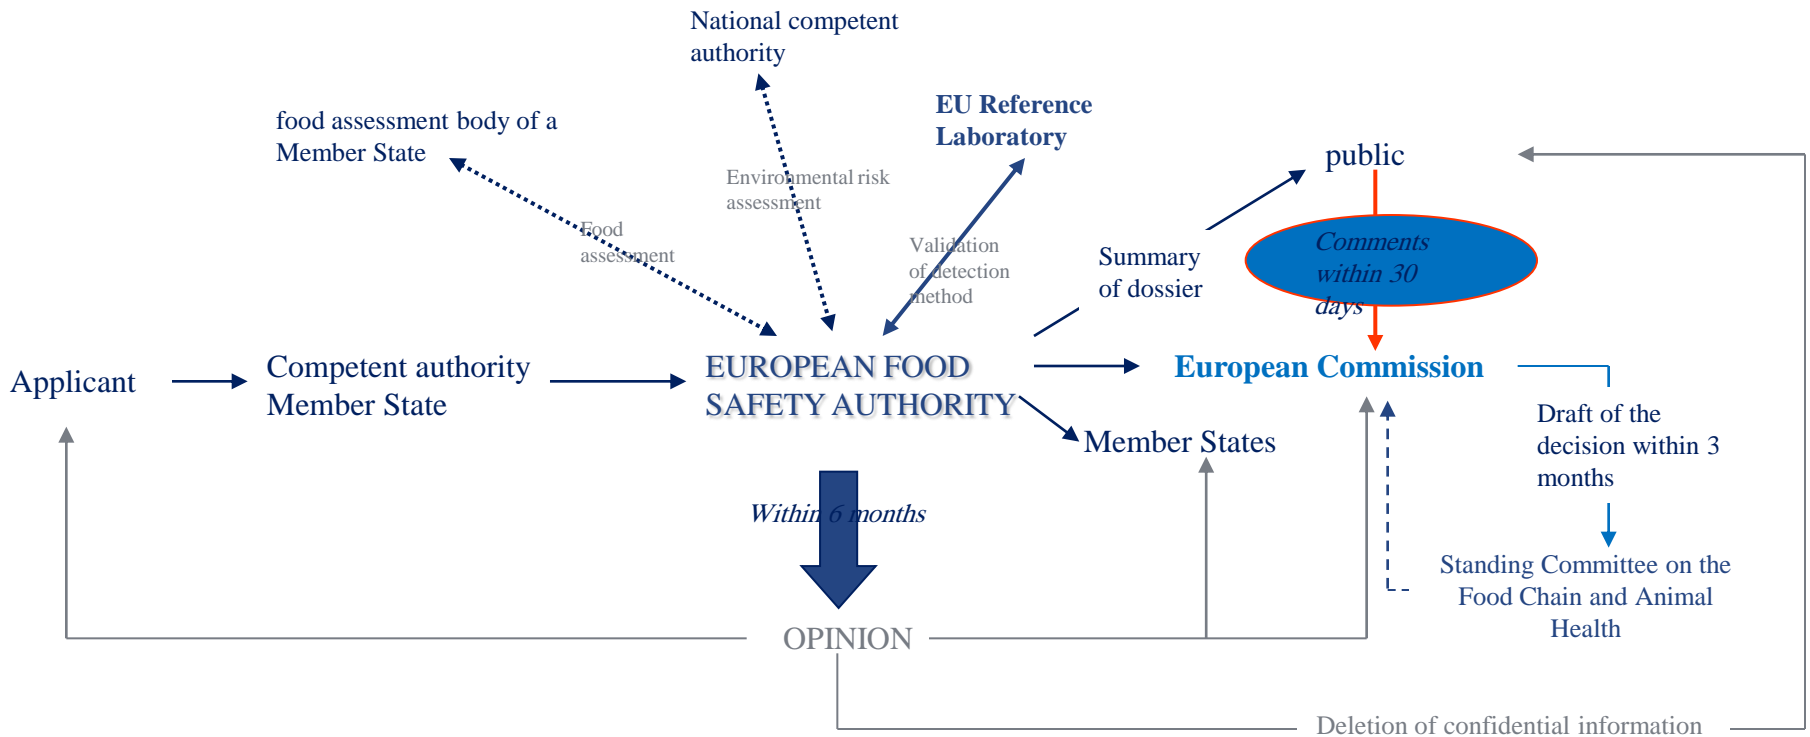 National competent
authority
food assessment body of a
Member State
EU Reference
Laboratory
public
Environmental risk
assessment
Food
assessment
Validation
of detection
method
Summary
of dossier
Comments
within 30
days
Applicant
Competent authority
Member State
EUROPEAN FOOD
SAFETY AUTHORITY
European Commission
Member States
Draft of the
decision within 3
months
Within 6 months
Standing Committee on the
Food Chain and Animal
Health
OPINION
Deletion of confidential information